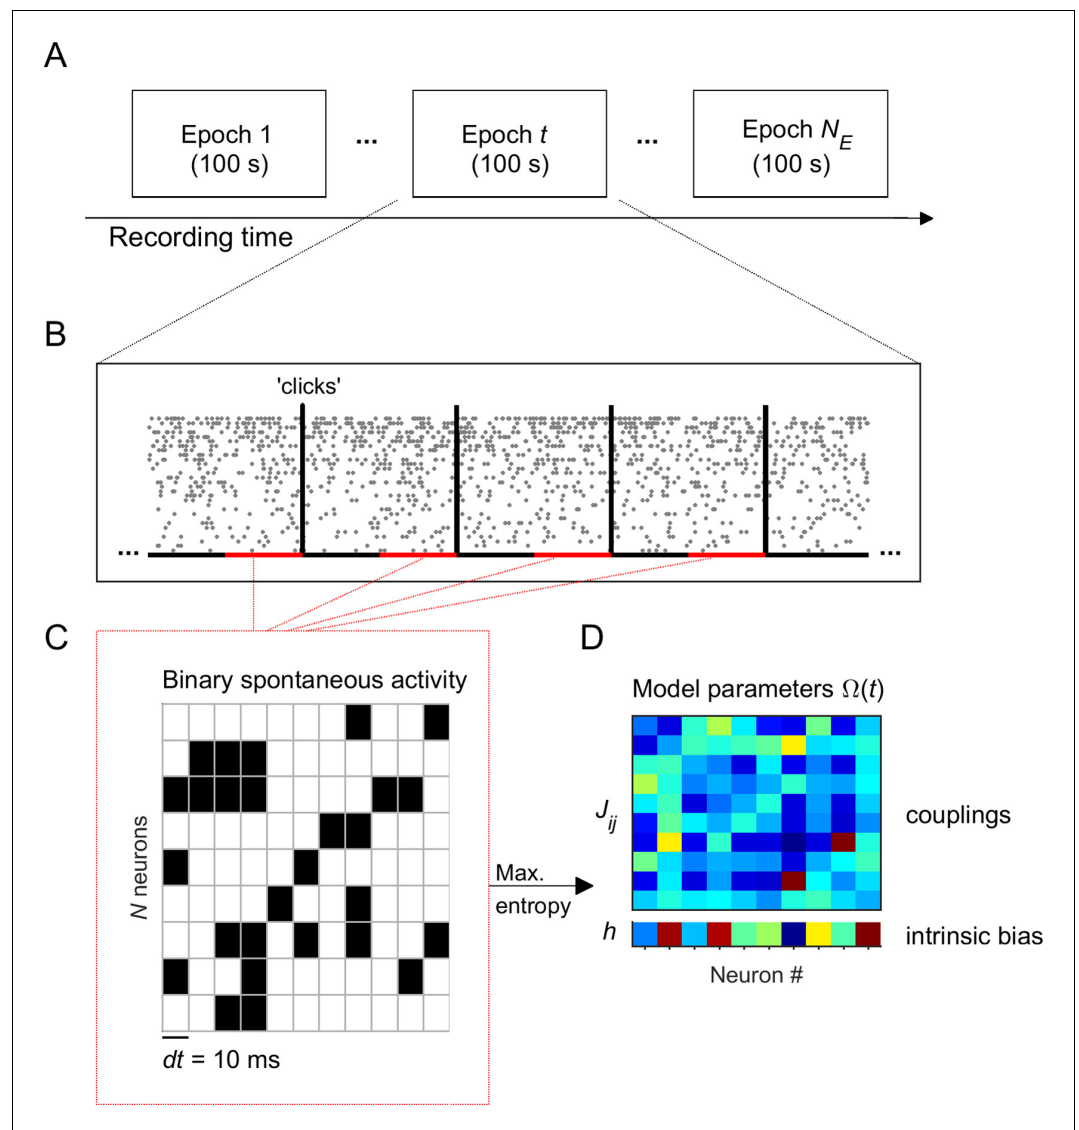 A
Epoch 1
(100 s)
...
Epoch t
(100 s)
...
Epoch N_E
(100 s)
Recording time
B
'clicks'
...
...
C
Binary spontaneous activity
N neurons
dt = 10 ms
Max.
entropy
D
Model parameters Ω(t)
J_ij
couplings
h
intrinsic bias
Neuron #